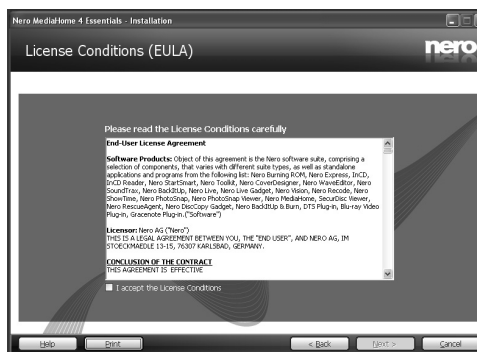 Nero MediaHome 4 Essentials - Installation
License Conditions (EULA)
nero
Please read the License Conditions carefully
End-User License Agreement
Software Products: Object of this agreement is the Nero software suite, comprising a
selection of components, that varies with different suite types, as well as standalone
applications and programs from the following list: Nero Burning ROM, Nero Express, InCD,
InCD Reader, Nero StartSmart, Nero Toolkit, Nero CoverDesigner, Nero WaveEditor, Nero
SoundTrax, Nero BackItUp, Nero Live, Nero Live Gadget, Nero Vision, Nero Recode, Nero
ShowTime, Nero PhotoSnap, Nero PhotoSnap Viewer, Nero MediaHome, SecurDisc Viewer,
Nero RescueAgent, Nero DiscCopy Gadget, Nero BackItUp & Burn, DTS Plug-in, Blu-ray Video
Plug-in, Gracenote Plug-in.("Software")
Licensor: Nero AG ("Nero")
THIS IS A LEGAL AGREEMENT BETWEEN YOU, THE "END USER", AND NERO AG, IM
STOECKMAEDLE 13-15, 76307 KARLSBAD, GERMANY.
CONCLUSION OF THE CONTRACT
THIS AGREEMENT IS EFFECTIVE
I accept the License Conditions
Help
Print
< Back
Next >
Cancel